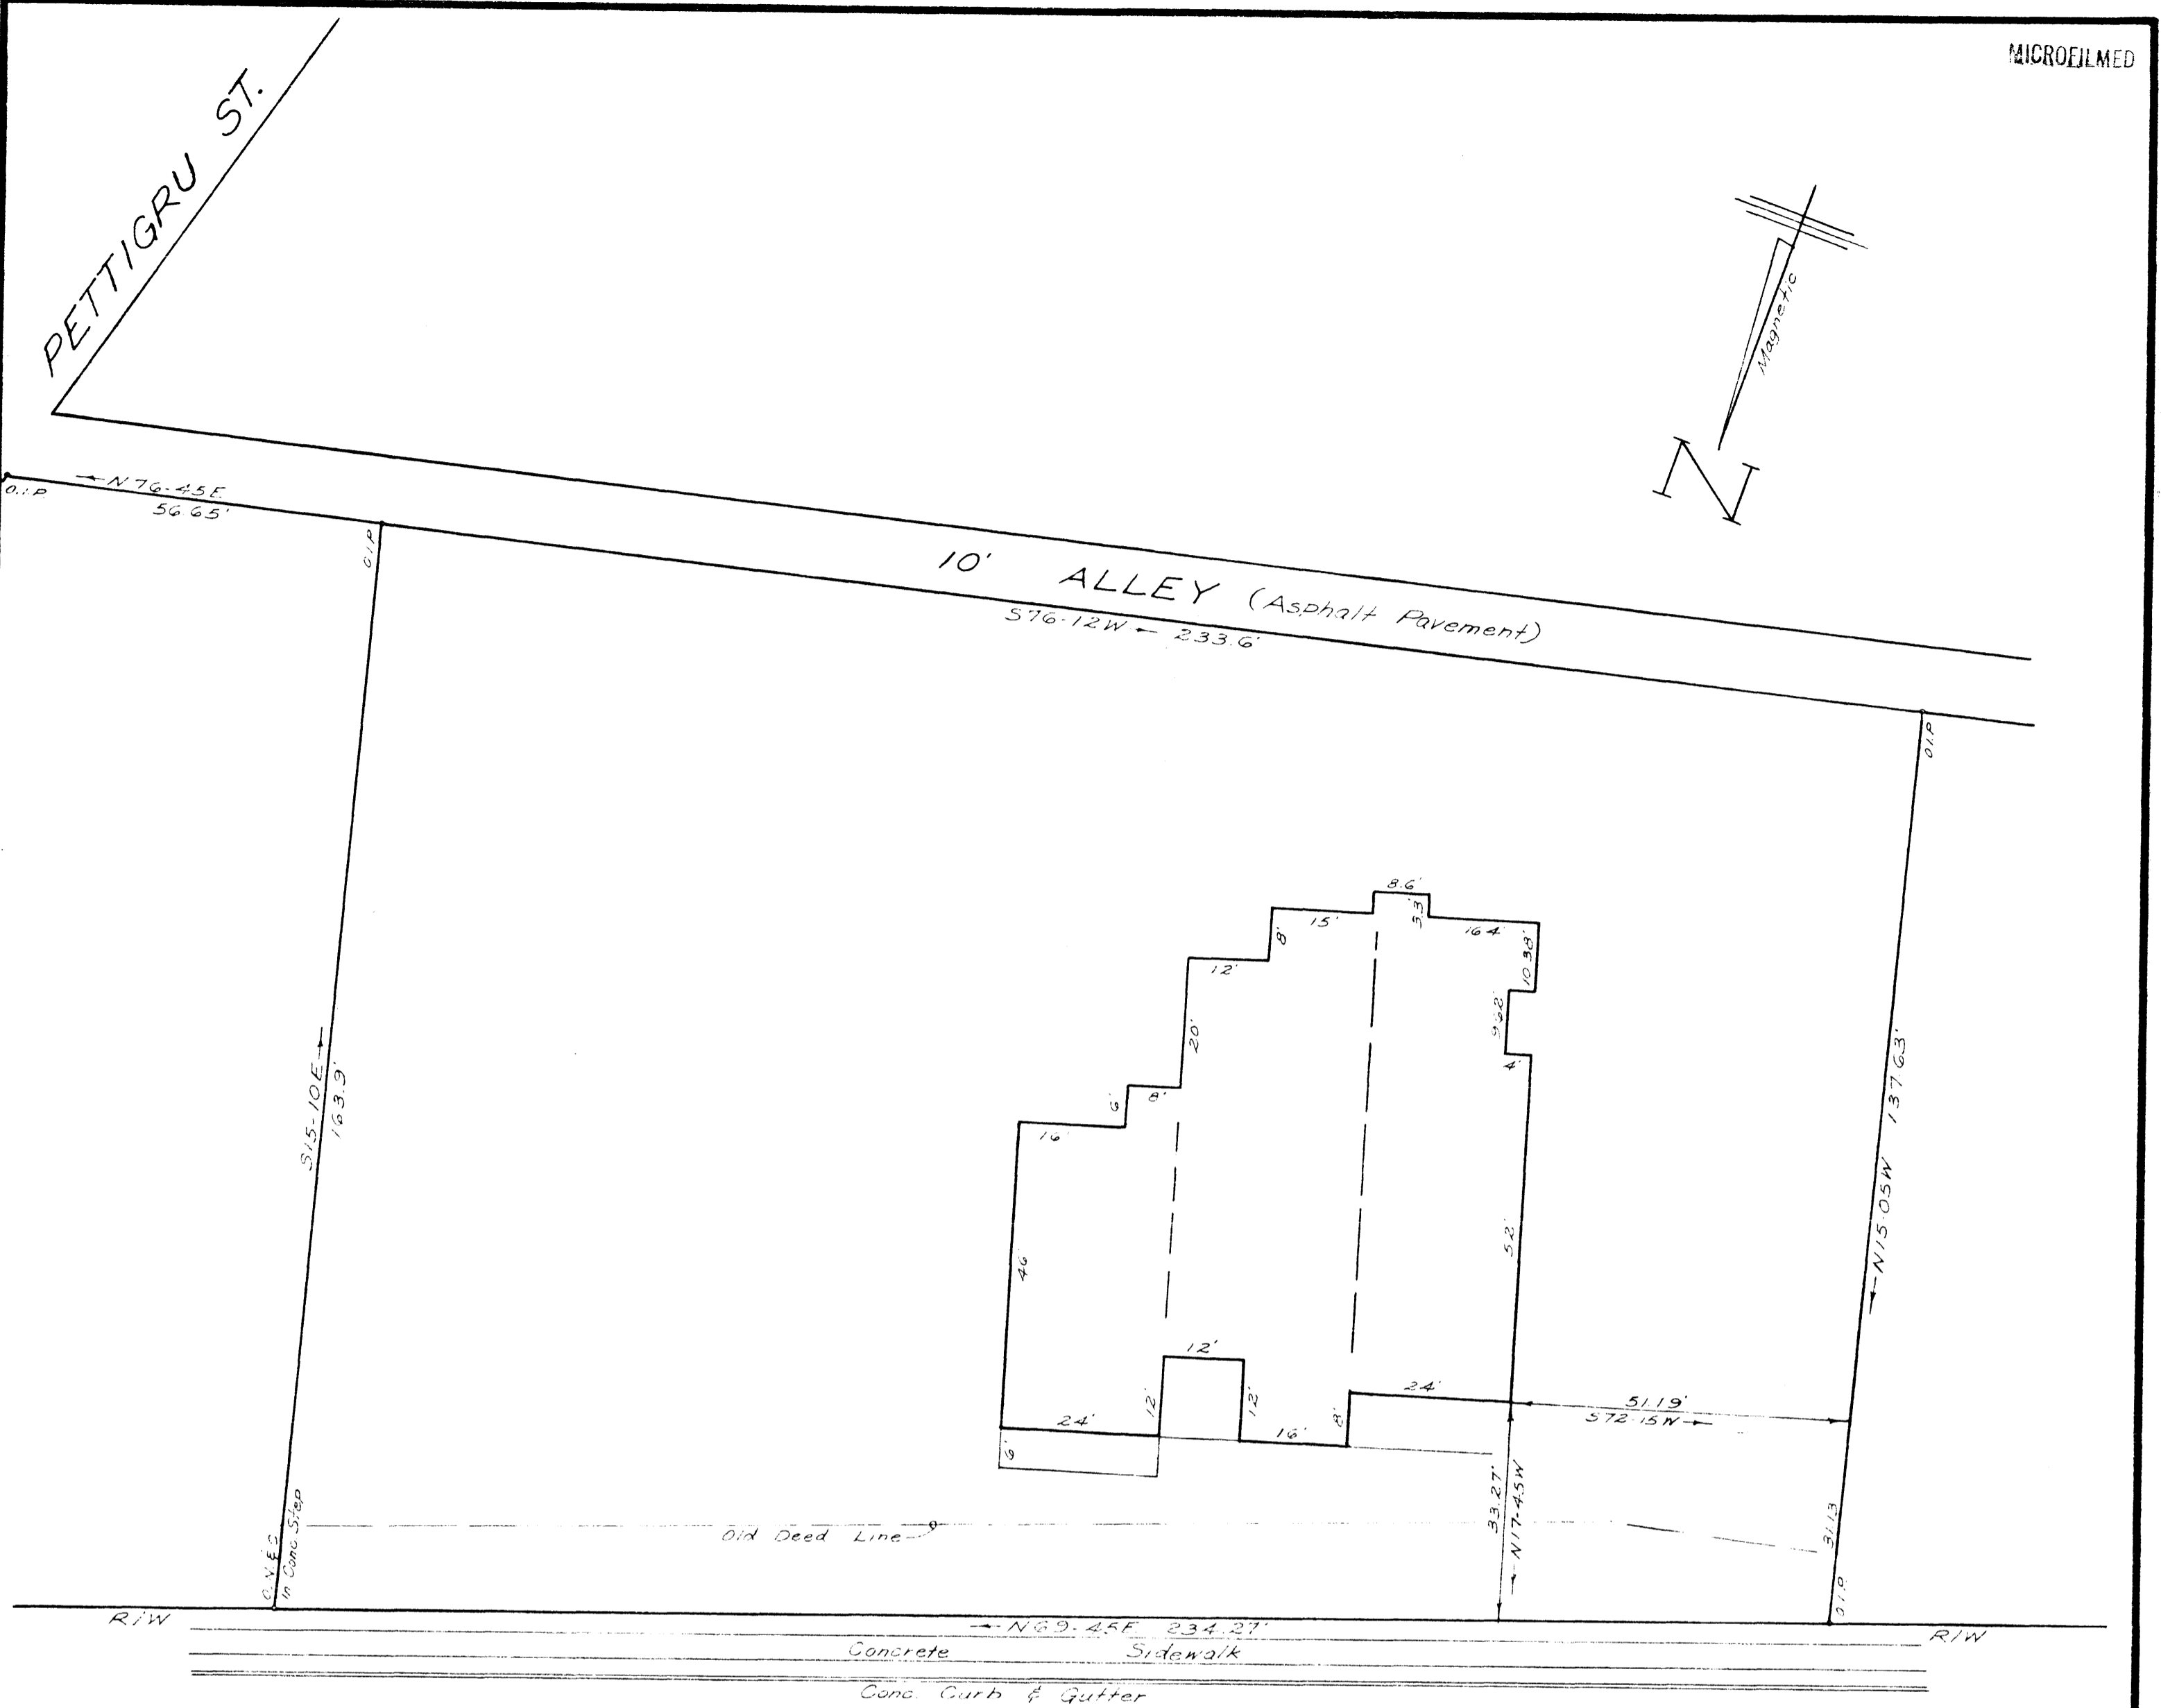 MICROFILMED
PETTIGRU ST.
Magnetic
N
O.I.P.
N76-45E
56.65'
O.I.P.
10' ALLEY (Asphalt Pavement)
S76-12W 233.6'
O.I.P.
8.6'
15'
3.3'
16.4'
8'
10.38'
12'
9.62'
20'
4'
6'
8'
16'
S15-10E
163.9'
N15-05W 137.63'
46'
52'
12'
24'
24'
12'
12'
16'
8'
51.19'
S72-15W
6'
33.27'
N17-45W
31.13
Old Deed Line
O.N.&S.
in Conc Step
O.I.P.
R/W
N69-45E 234.27'
R/W
Concrete Sidewalk
Conc. Curb & Gutter